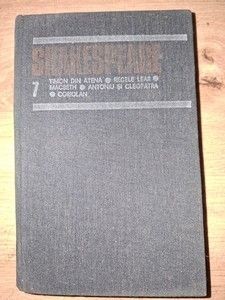 SHAKESPEARE
7 TIMON DIN ATENA • REGELE LEAR •
MACBETH • ANTONIU ȘI CLEOPATRA
• CORIOLAN